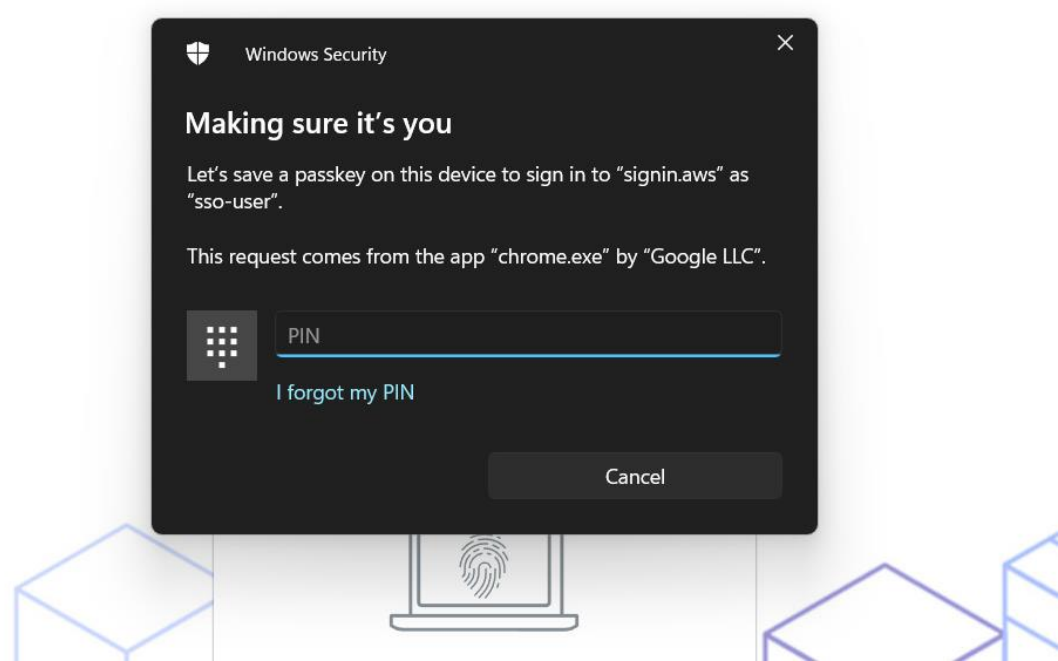 Windows Security
Making sure it’s you
Let’s save a passkey on this device to sign in to “signin.aws” as
“sso-user”.
This request comes from the app “chrome.exe” by “Google LLC”.
PIN
I forgot my PIN
Cancel